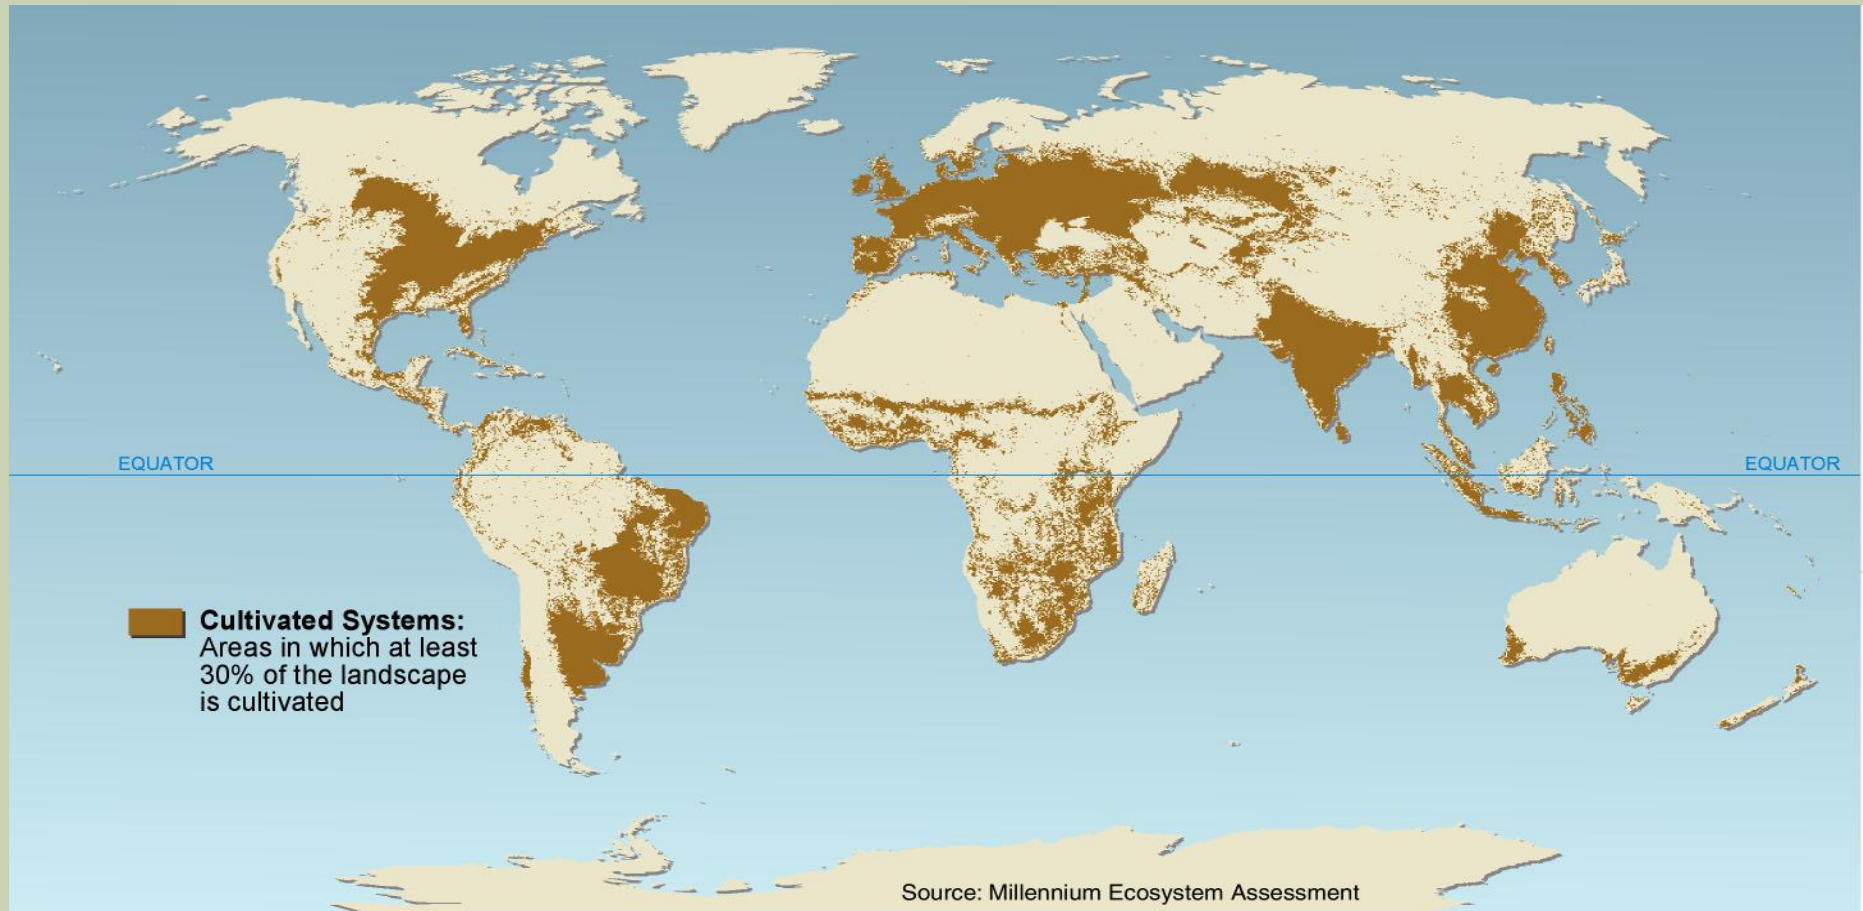 EQUATOR
EQUATOR
Cultivated Systems:
Areas in which at least
30% of the landscape
is cultivated
Source: Millennium Ecosystem Assessment